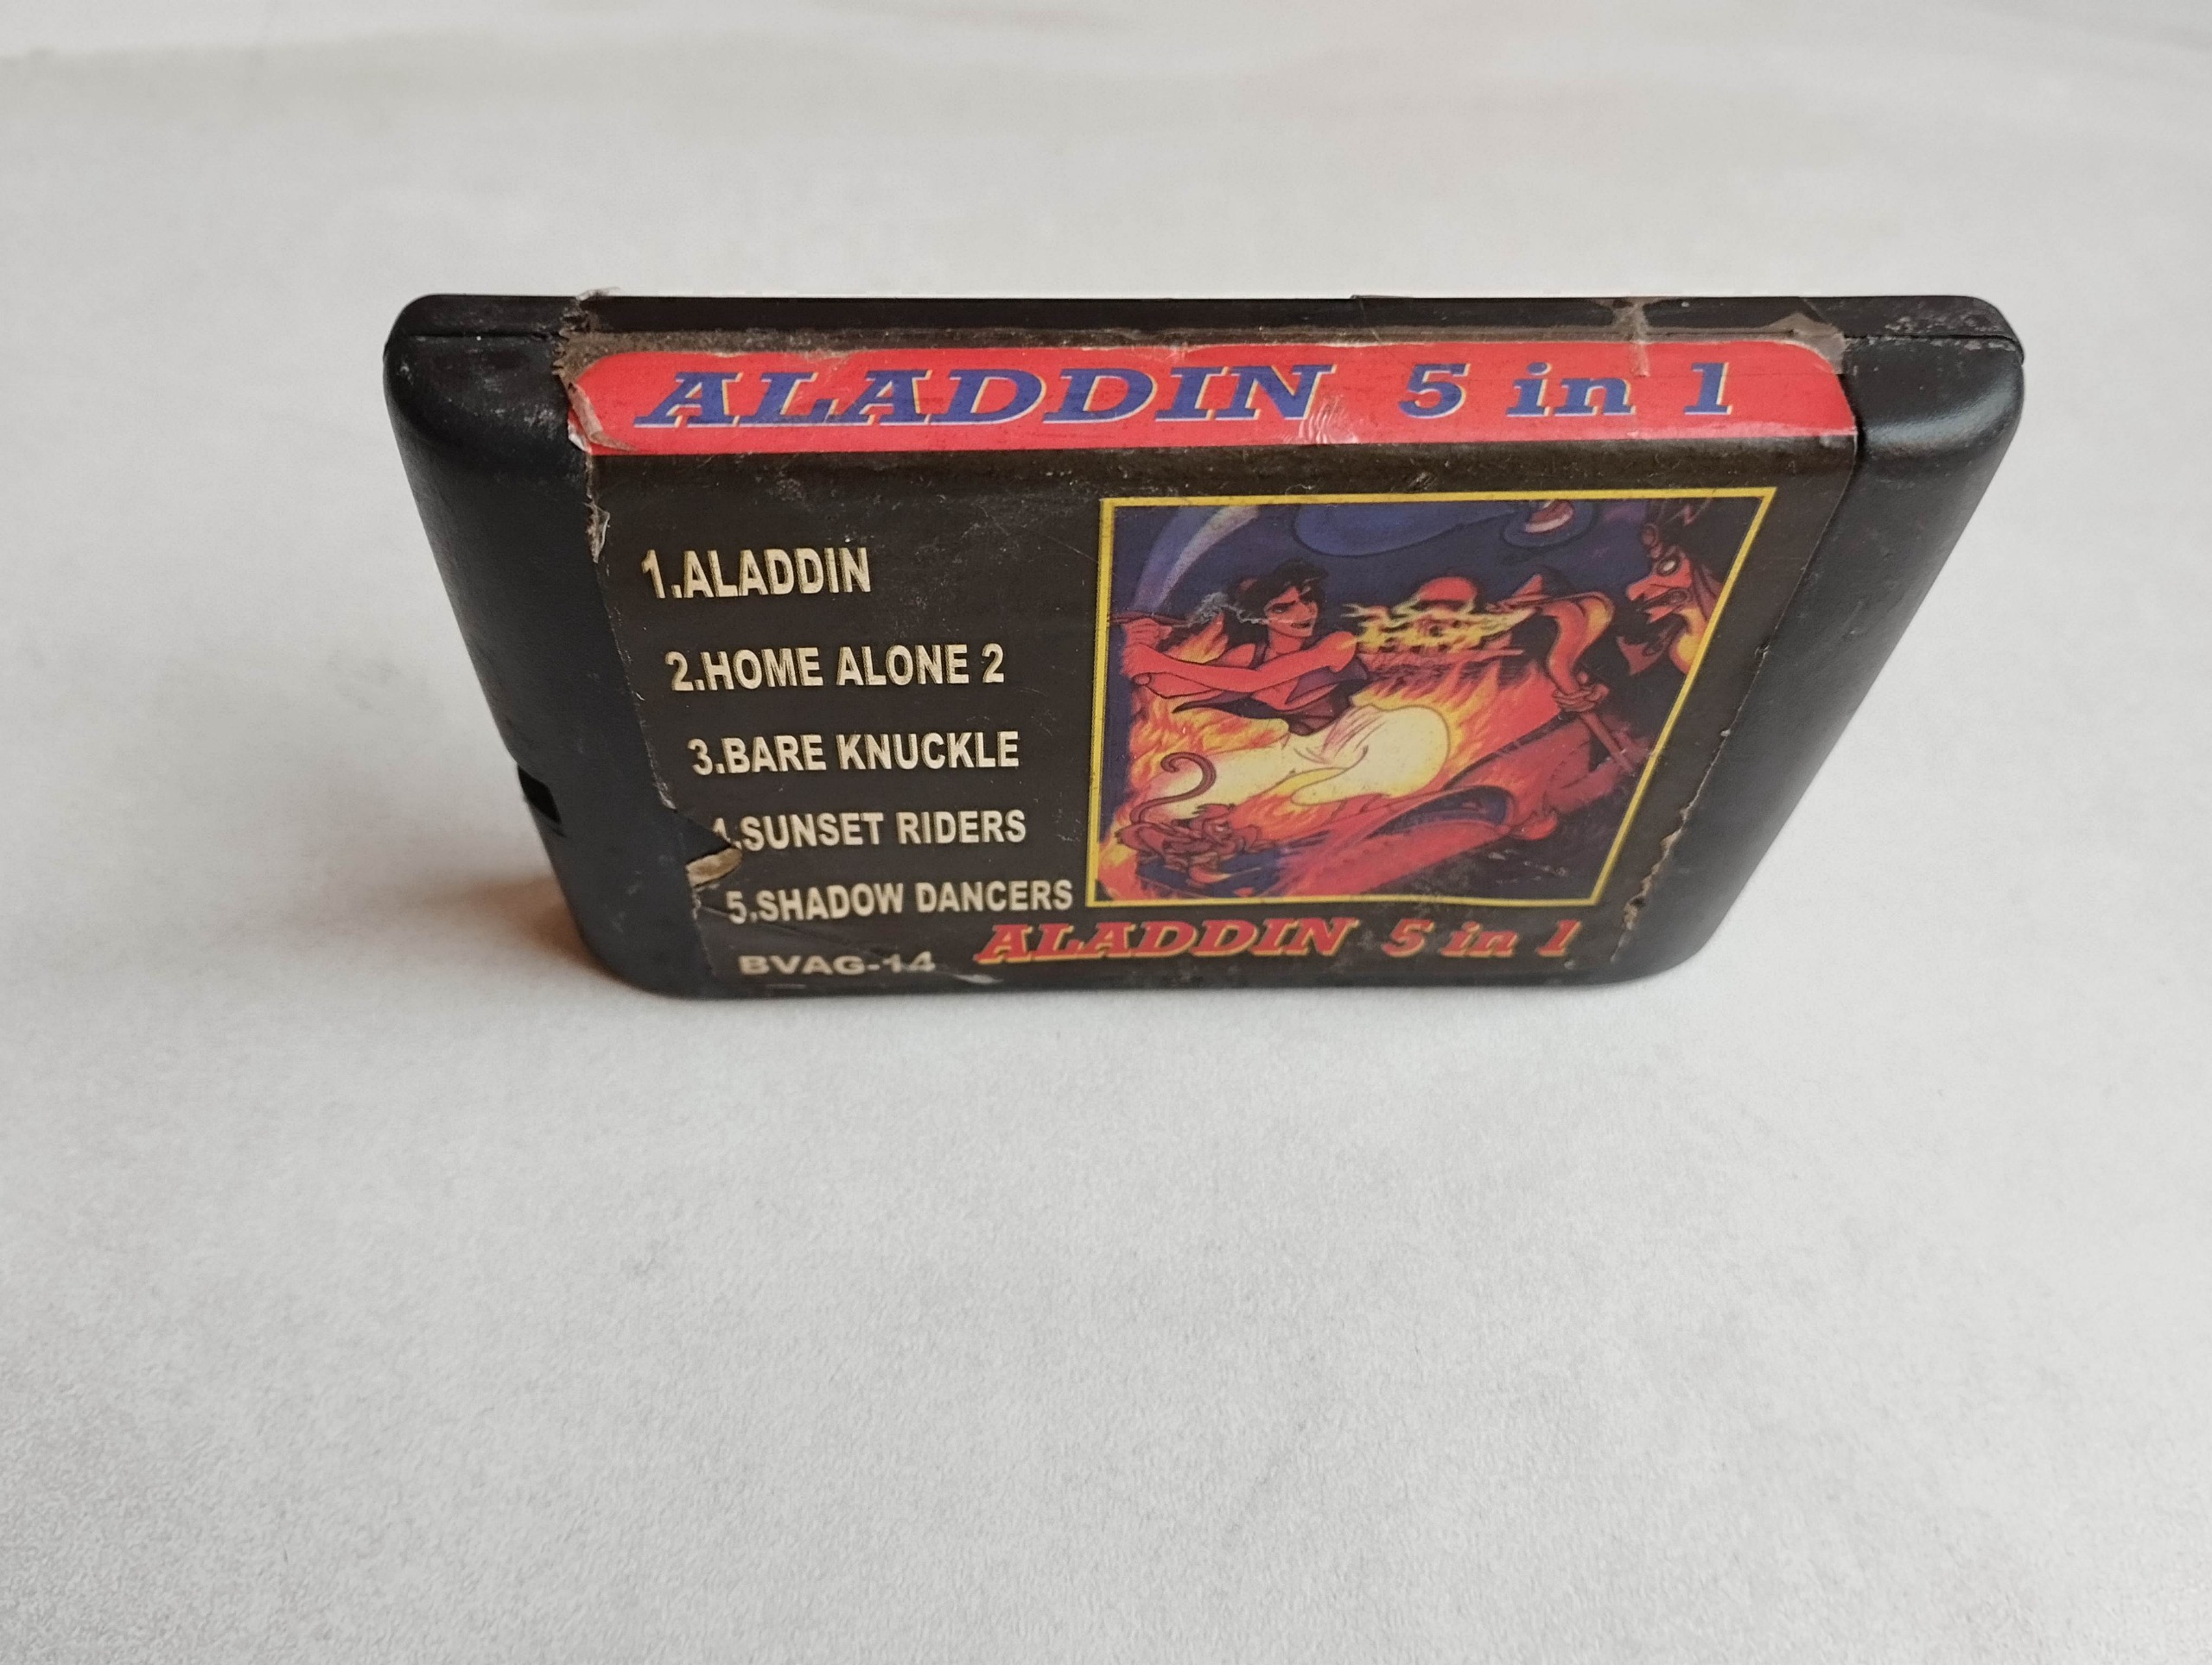 ALADDIN 5 in 1
1.ALADDIN
2.HOME ALONE 2
3.BARE KNUCKLE
4.SUNSET RIDERS
5.SHADOW DANCERS
BVAG-14
ALADDIN 5 in 1